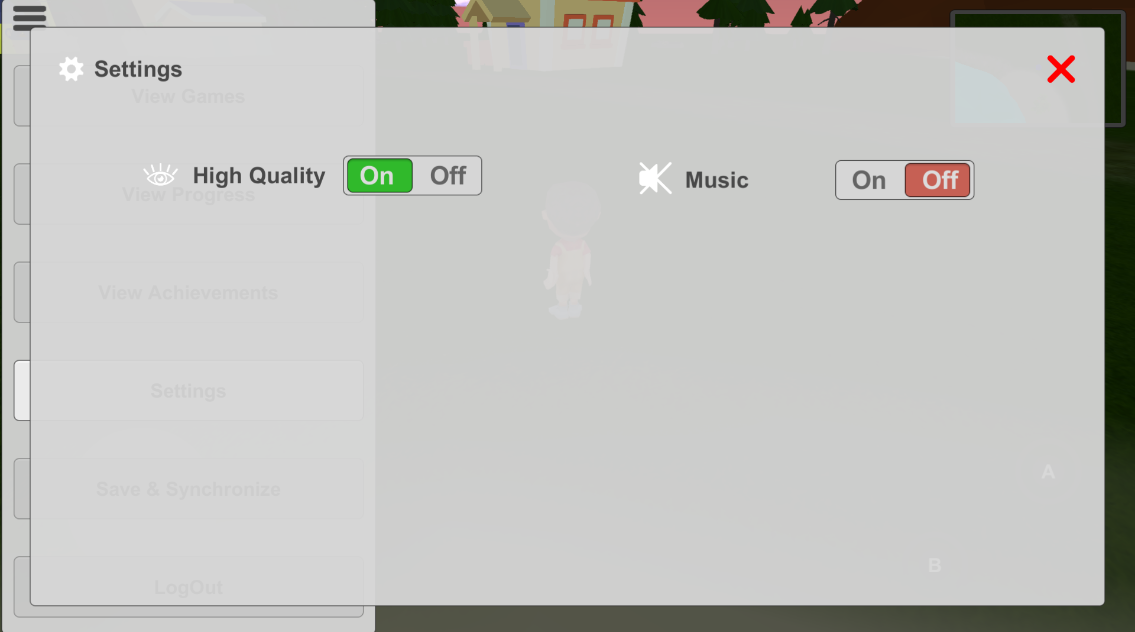 Settings
View Games
High Quality On Off
Music On Off
View Progress
View Achievements
Settings
A
Save & Synchronize
B
LogOut